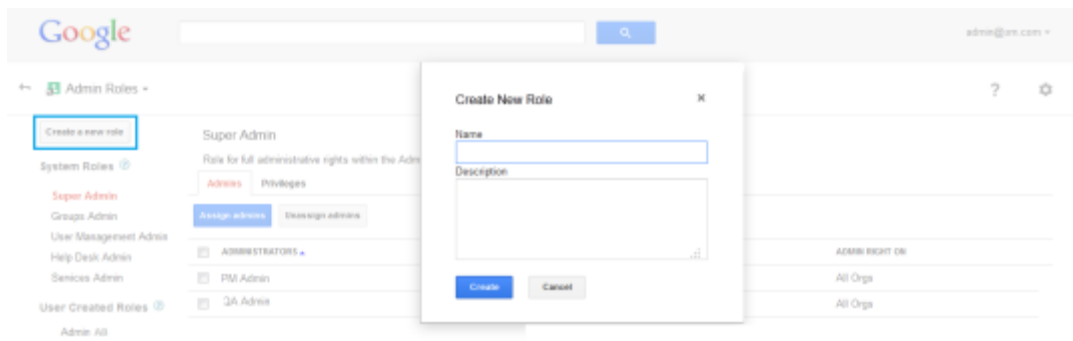 Google
admin@sm.com
Admin Roles
?
Create New Role
Create a new role
Super Admin
Name
Role for full administrative rights within the Adm
System Roles ?
Description
Admins Privileges
Super Admin
Groups Admin
Assign admins Unassign admins
User Management Admin
Help Desk Admin
ADMINISTRATORS
ADMIN RIGHT ON
Services Admin
PM Admin
All Orgs
Create Cancel
User Created Roles ?
QA Admin
All Orgs
Admin All